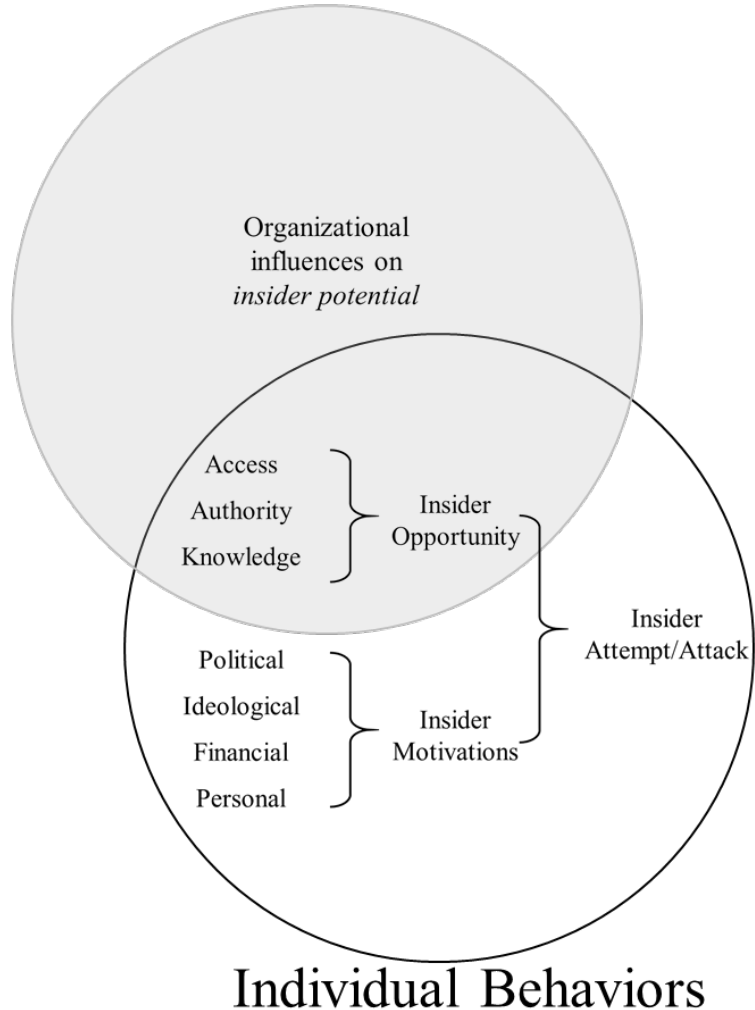 Organizational
influences on
insider potential
Access
Authority
Knowledge
Insider
Opportunity
Insider
Attempt/Attack
Political
Ideological
Financial
Personal
Insider
Motivations
Individual Behaviors